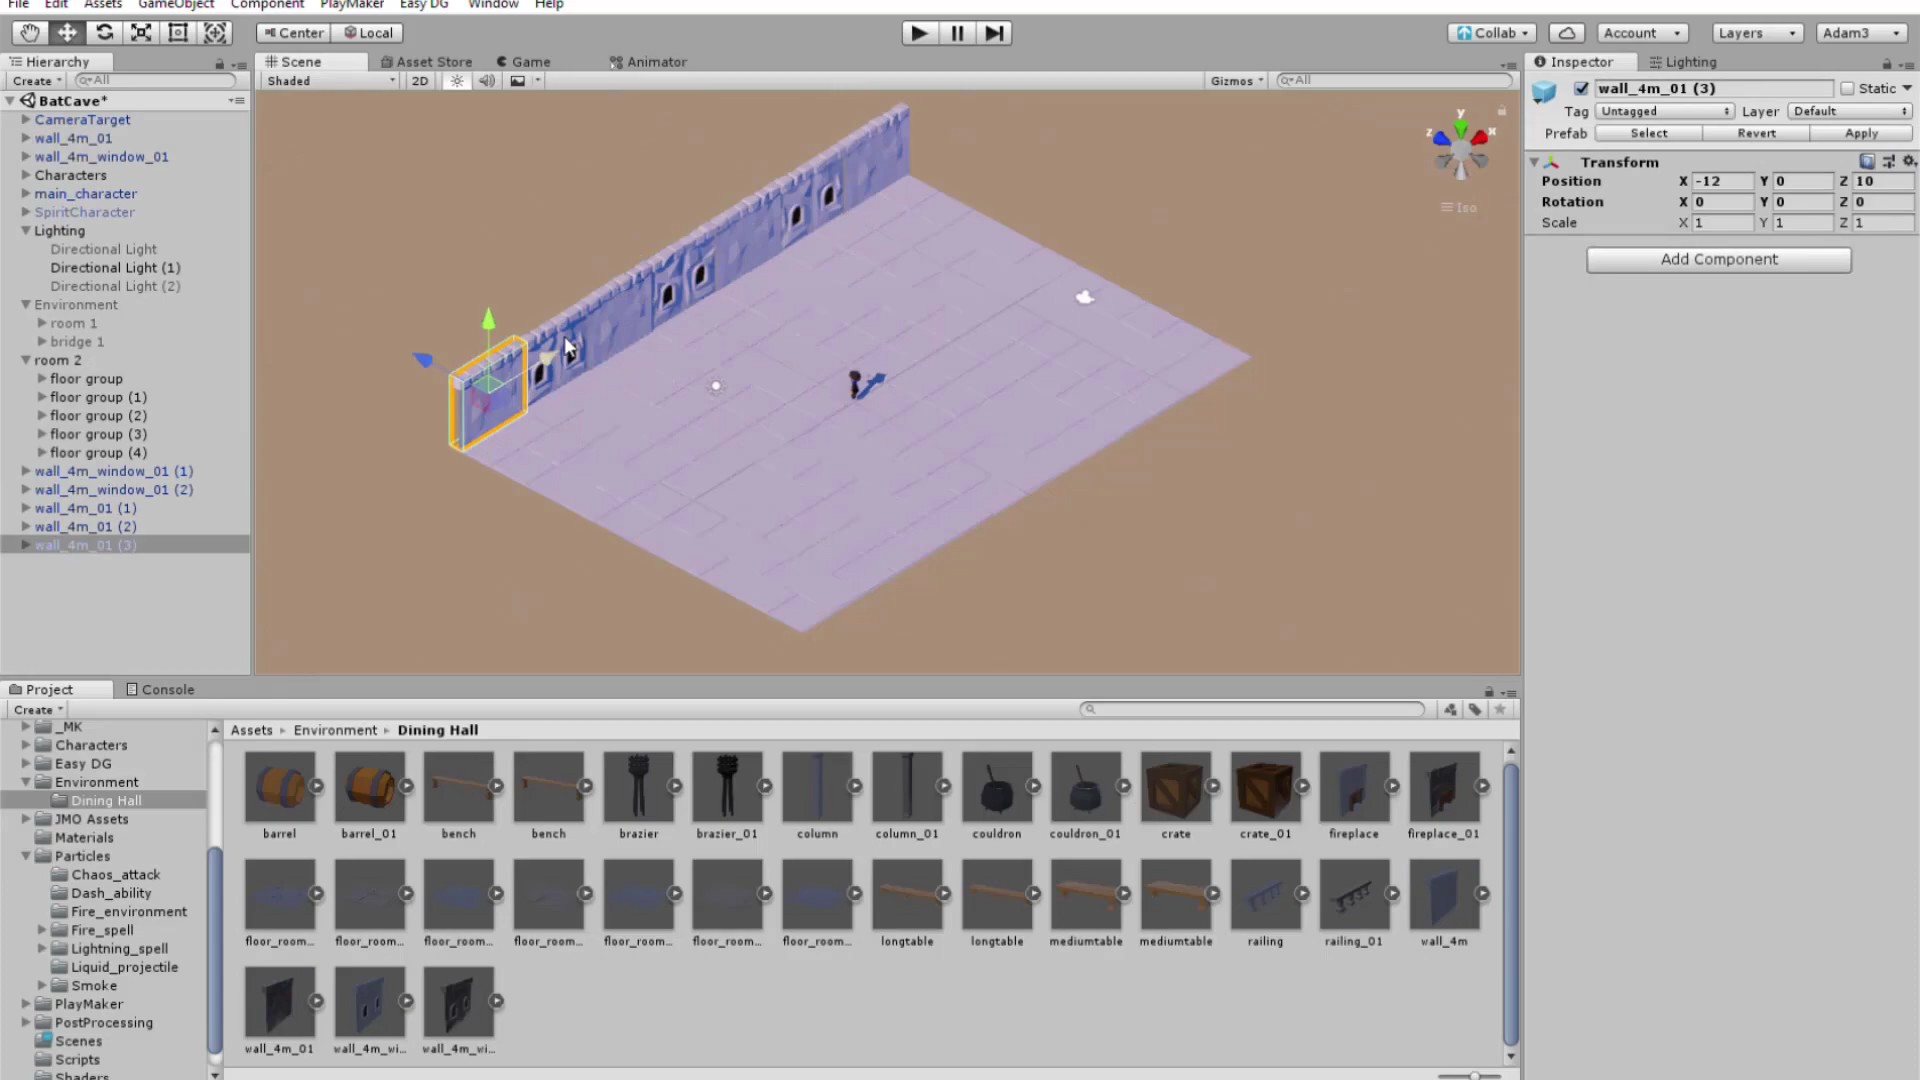 File Edit Assets GameObject Component PlayMaker Easy DG Window Help
Center Local Collab Account Layers Adam3
Hierarchy
Create All
BatCave*
CameraTarget
wall_4m_01
wall_4m_window_01
Characters
main_character
SpiritCharacter
Lighting
Directional Light
Directional Light (1)
Directional Light (2)
Environment
room 1
bridge 1
room 2
floor group
floor group (1)
floor group (2)
floor group (3)
floor group (4)
wall_4m_window_01 (1)
wall_4m_window_01 (2)
wall_4m_01 (1)
wall_4m_01 (2)
wall_4m_01 (3)
Scene Asset Store Game Animator
Shaded 2D Gizmos All
y
z x
Iso
Inspector Lighting
wall_4m_01 (3) Static
Tag Untagged Layer Default
Prefab Select Revert Apply
Transform
Position X -12 Y 0 Z 10
Rotation X 0 Y 0 Z 0
Scale X 1 Y 1 Z 1
Add Component
Project Console
Create
_MK
Characters
Easy DG
Environment
Dining Hall
JMO Assets
Materials
Particles
Chaos_attack
Dash_ability
Fire_environment
Fire_spell
Lightning_spell
Liquid_projectile
Smoke
PlayMaker
PostProcessing
Scenes
Scripts
Shaders
Assets Environment Dining Hall
barrel barrel_01 bench bench brazier brazier_01 column column_01 couldron couldron_01 crate crate_01 fireplace fireplace_01
floor_room... floor_room... floor_room... floor_room... floor_room... floor_room... floor_room... longtable longtable mediumtable mediumtable railing railing_01 wall_4m
wall_4m_01 wall_4m_wi... wall_4m_wi...